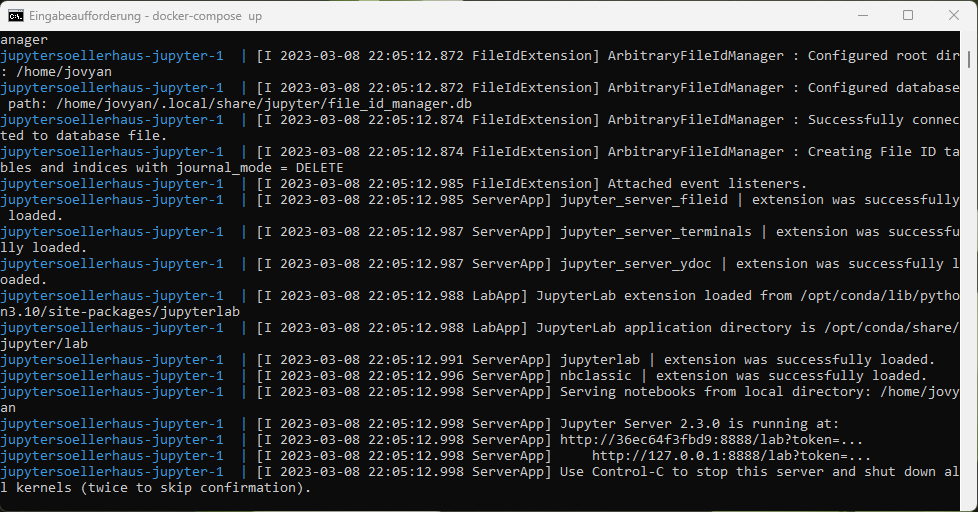 Eingabeaufforderung - docker-compose up
anager
jupytersoellerhaus-jupyter-1  | [I 2023-03-08 22:05:12.872 FileIdExtension] ArbitraryFileIdManager : Configured root dir
: /home/jovyan
jupytersoellerhaus-jupyter-1  | [I 2023-03-08 22:05:12.872 FileIdExtension] ArbitraryFileIdManager : Configured database
 path: /home/jovyan/.local/share/jupyter/file_id_manager.db
jupytersoellerhaus-jupyter-1  | [I 2023-03-08 22:05:12.874 FileIdExtension] ArbitraryFileIdManager : Successfully connec
ted to database file.
jupytersoellerhaus-jupyter-1  | [I 2023-03-08 22:05:12.874 FileIdExtension] ArbitraryFileIdManager : Creating File ID ta
bles and indices with journal_mode = DELETE
jupytersoellerhaus-jupyter-1  | [I 2023-03-08 22:05:12.985 FileIdExtension] Attached event listeners.
jupytersoellerhaus-jupyter-1  | [I 2023-03-08 22:05:12.985 ServerApp] jupyter_server_fileid | extension was successfully
 loaded.
jupytersoellerhaus-jupyter-1  | [I 2023-03-08 22:05:12.987 ServerApp] jupyter_server_terminals | extension was successfu
lly loaded.
jupytersoellerhaus-jupyter-1  | [I 2023-03-08 22:05:12.987 ServerApp] jupyter_server_ydoc | extension was successfully l
oaded.
jupytersoellerhaus-jupyter-1  | [I 2023-03-08 22:05:12.988 LabApp] JupyterLab extension loaded from /opt/conda/lib/pytho
n3.10/site-packages/jupyterlab
jupytersoellerhaus-jupyter-1  | [I 2023-03-08 22:05:12.988 LabApp] JupyterLab application directory is /opt/conda/share/
jupyter/lab
jupytersoellerhaus-jupyter-1  | [I 2023-03-08 22:05:12.991 ServerApp] jupyterlab | extension was successfully loaded.
jupytersoellerhaus-jupyter-1  | [I 2023-03-08 22:05:12.996 ServerApp] nbclassic | extension was successfully loaded.
jupytersoellerhaus-jupyter-1  | [I 2023-03-08 22:05:12.998 ServerApp] Serving notebooks from local directory: /home/jovy
an
jupytersoellerhaus-jupyter-1  | [I 2023-03-08 22:05:12.998 ServerApp] Jupyter Server 2.3.0 is running at:
jupytersoellerhaus-jupyter-1  | [I 2023-03-08 22:05:12.998 ServerApp] http://36ec64f3fbd9:8888/lab?token=...
jupytersoellerhaus-jupyter-1  | [I 2023-03-08 22:05:12.998 ServerApp]     http://127.0.0.1:8888/lab?token=...
jupytersoellerhaus-jupyter-1  | [I 2023-03-08 22:05:12.998 ServerApp] Use Control-C to stop this server and shut down al
l kernels (twice to skip confirmation).